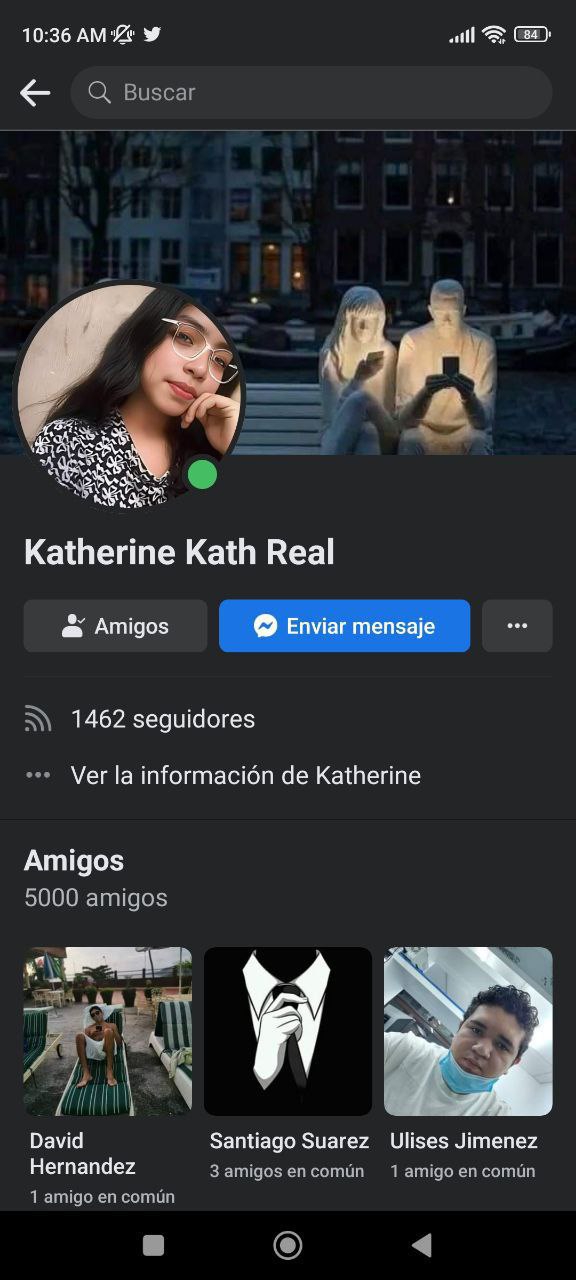 10:36 AM
84
Buscar
Katherine Kath Real
Amigos
Enviar mensaje
1462 seguidores
Ver la información de Katherine
Amigos
5000 amigos
David Hernandez
1 amigo en común
Santiago Suarez
3 amigos en común
Ulises Jimenez
1 amigo en común